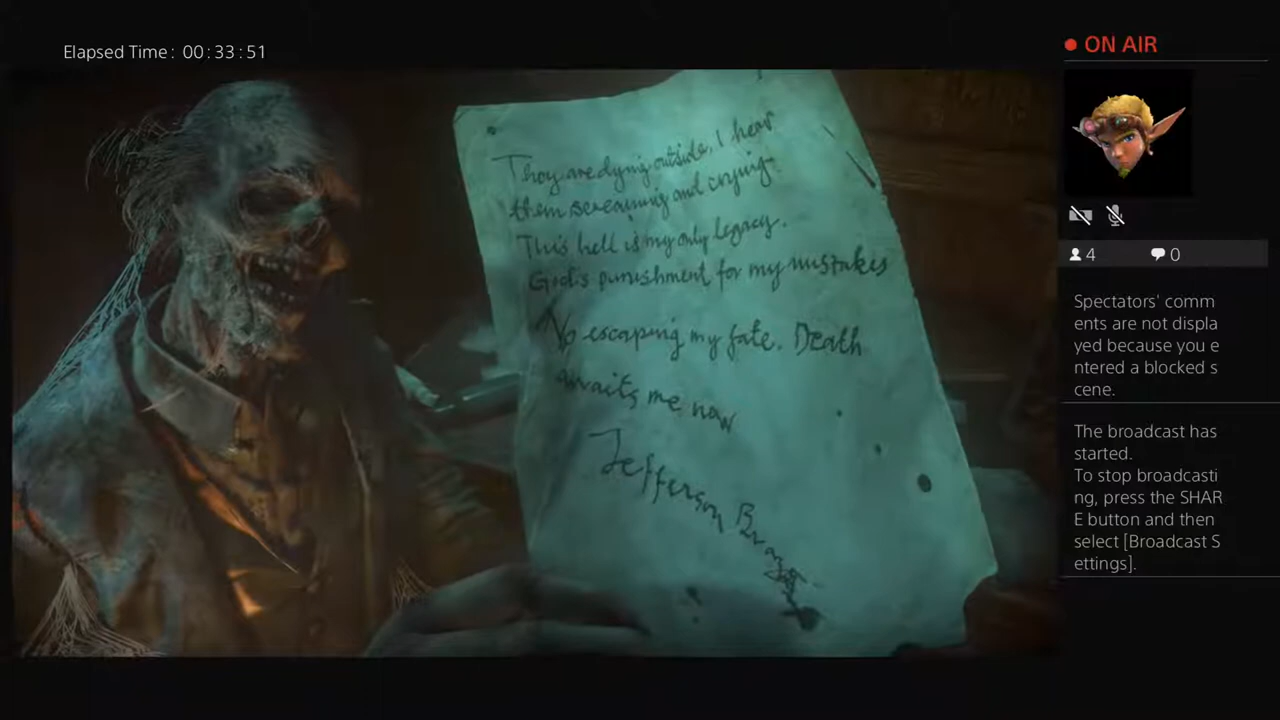 Elapsed Time: 00:33:51
ON AIR
They are dying outside. I hear
them screaming and crying.
This hell is my only legacy.
God's punishment for my mistakes
No escaping my fate. Death
awaits me now
Jefferson
4
0
Spectators' comm
ents are not displa
yed because you e
ntered a blocked s
cene.
The broadcast has
started.
To stop broadcasti
ng, press the SHAR
E button and then
select [Broadcast S
ettings].